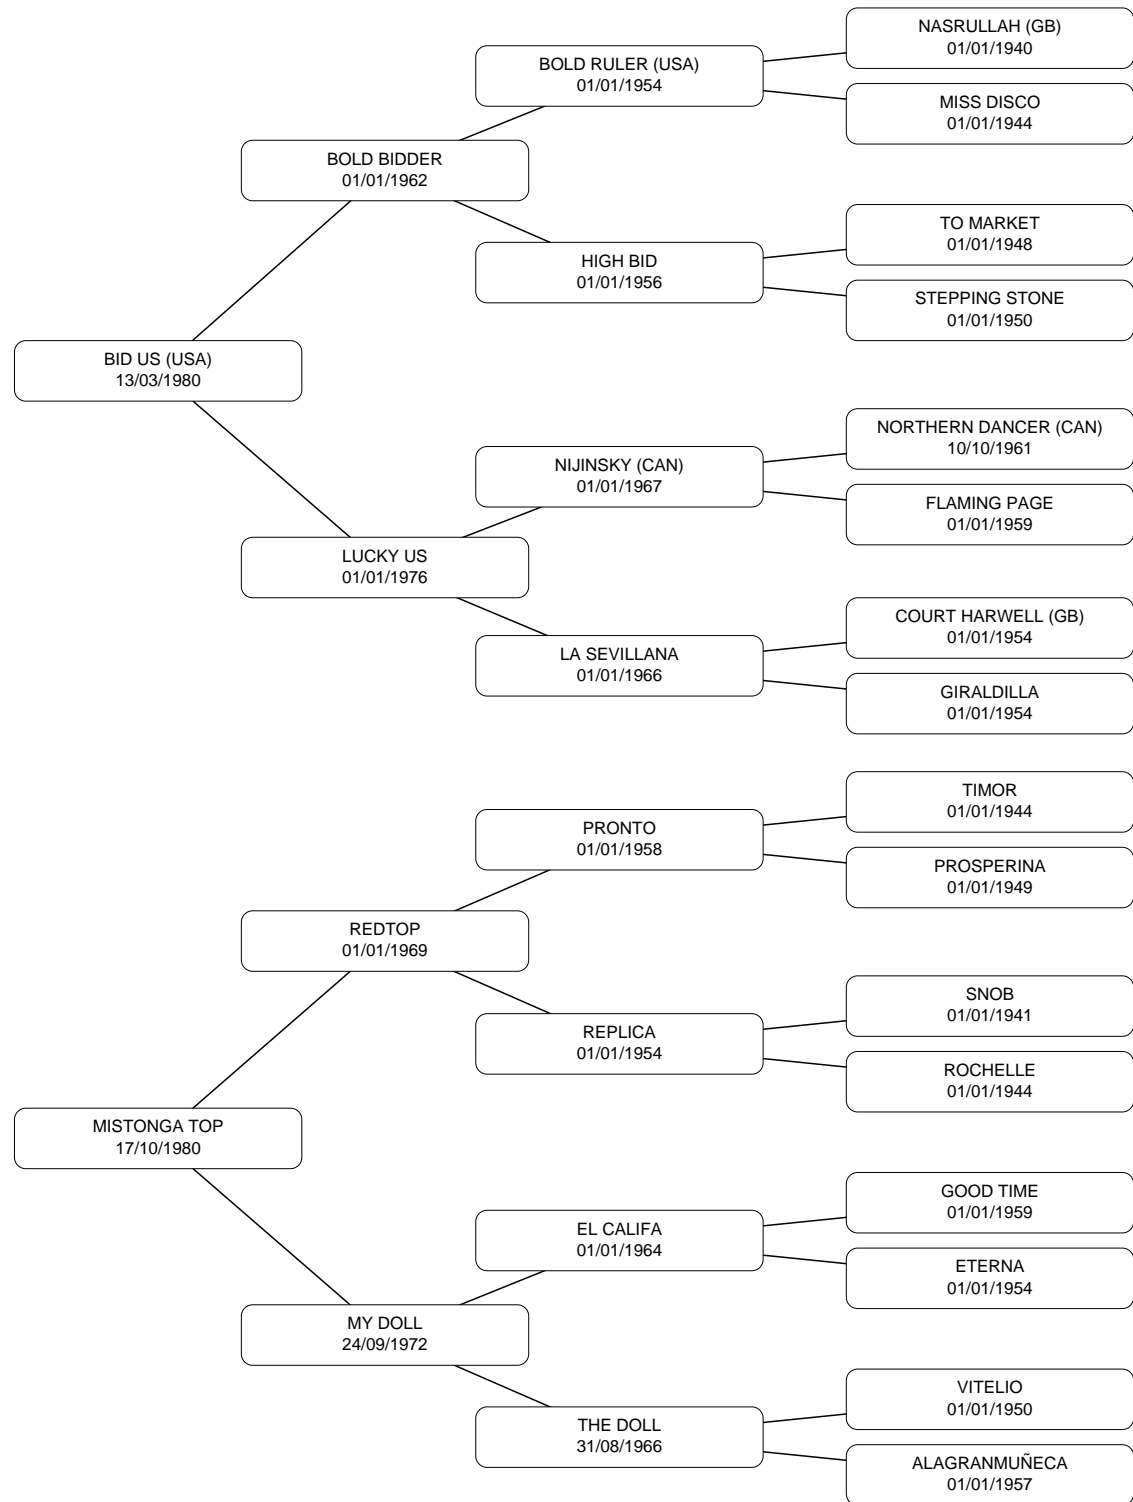 NASRULLAH (GB)
01/01/1940
BOLD RULER (USA)
01/01/1954
MISS DISCO
01/01/1944
BOLD BIDDER
01/01/1962
TO MARKET
01/01/1948
HIGH BID
01/01/1956
STEPPING STONE
01/01/1950
BID US (USA)
13/03/1980
NORTHERN DANCER (CAN)
10/10/1961
NIJINSKY (CAN)
01/01/1967
FLAMING PAGE
01/01/1959
LUCKY US
01/01/1976
COURT HARWELL (GB)
01/01/1954
LA SEVILLANA
01/01/1966
GIRALDILLA
01/01/1954
TIMOR
01/01/1944
PRONTO
01/01/1958
PROSPERINA
01/01/1949
REDTOP
01/01/1969
SNOB
01/01/1941
REPLICA
01/01/1954
ROCHELLE
01/01/1944
MISTONGA TOP
17/10/1980
GOOD TIME
01/01/1959
EL CALIFA
01/01/1964
ETERNA
01/01/1954
MY DOLL
24/09/1972
VITELIO
01/01/1950
THE DOLL
31/08/1966
ALAGRANMUÑECA
01/01/1957